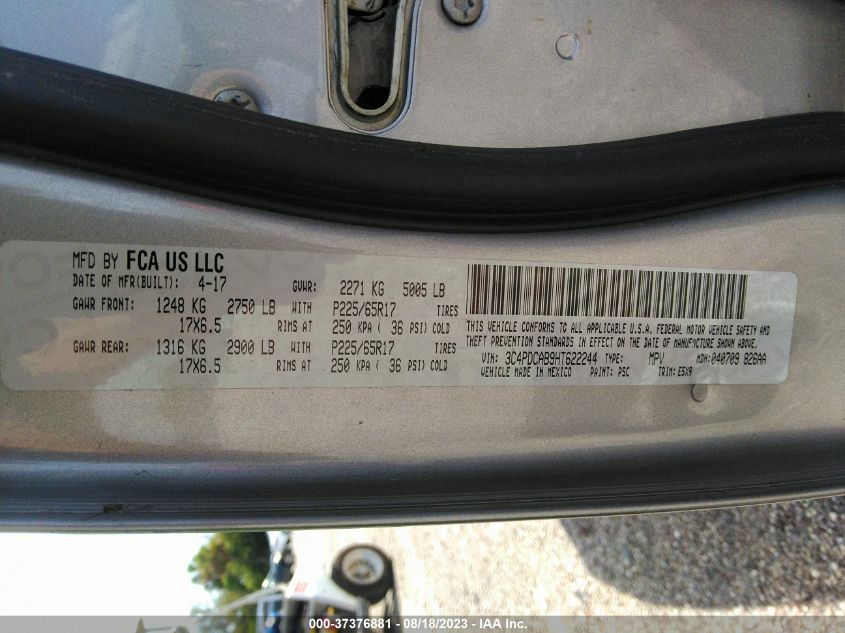 MFD BY FCA US LLC
DATE OF MFR(BUILT): 4-17 GVWR: 2271 KG 5005 LB
GAWR FRONT: 1248 KG 2750 LB WITH P225/65R17 TIRES
17X6.5 RIMS AT 250 KPA ( 36 PSI) COLD
GAWR REAR: 1316 KG 2900 LB WITH P225/65R17 TIRES
17X6.5 RIMS AT 250 KPA ( 36 PSI) COLD
THIS VEHICLE CONFORMS TO ALL APPLICABLE U.S.A. FEDERAL MOTOR VEHICLE SAFETY AND
THEFT PREVENTION STANDARDS IN EFFECT ON THE DATE OF MANUFACTURE SHOWN ABOVE.
VIN: 3C4PDCAB9HT622244 TYPE: MPV MDH:040709 826AA
VEHICLE MADE IN MEXICO PAINT: PSC TRIM: E5X9
000-37376881 — 08/18/2023 — IAA Inc.